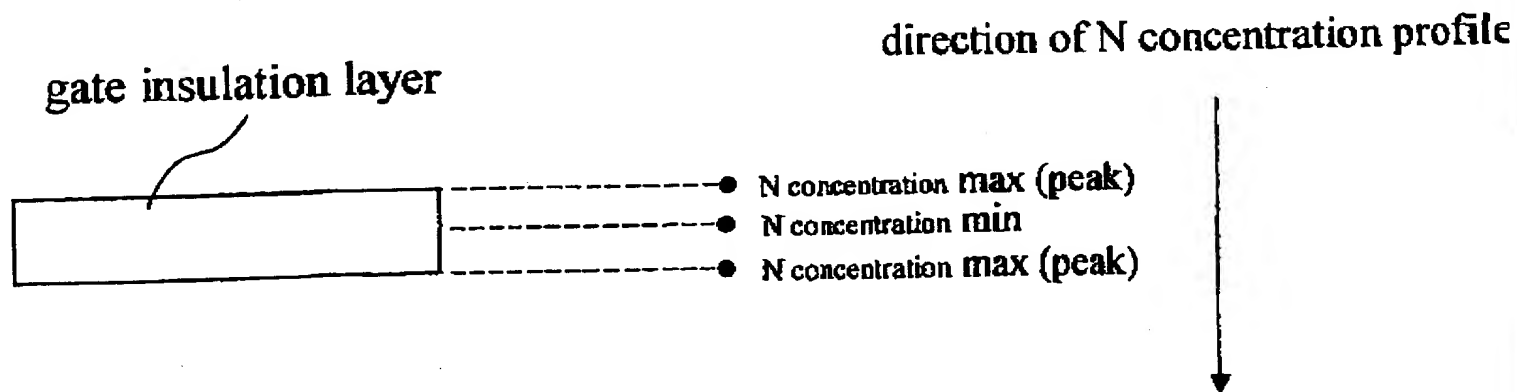 direction of N concentration profile
gate insulation layer
N concentration max (peak)
N concentration min
N concentration max (peak)